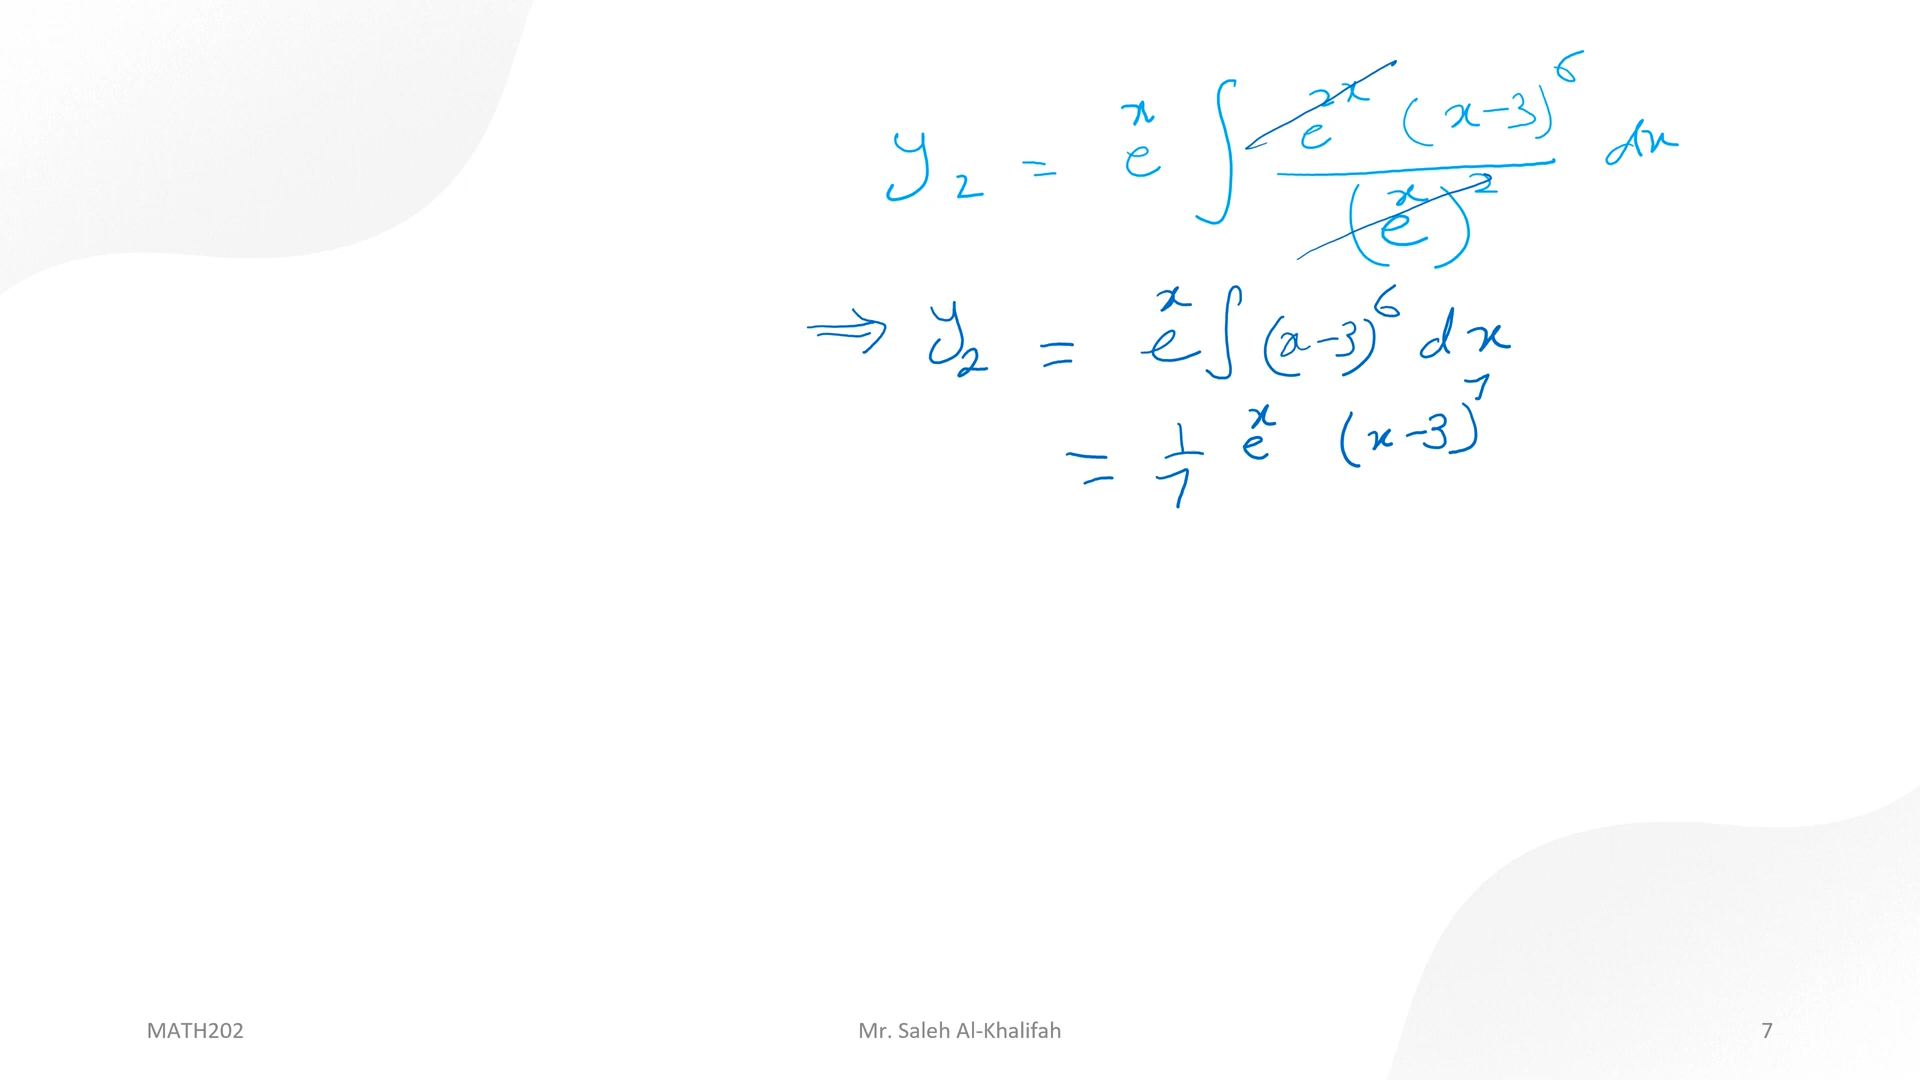 y₂ = eˣ ∫ e²ˣ (x-3)⁶ / (eˣ)² dx
⇒ y₂ = eˣ ∫ (x-3)⁶ dx
= 1/7 eˣ (x-3)⁷
MATH202 Mr. Saleh Al-Khalifah 7